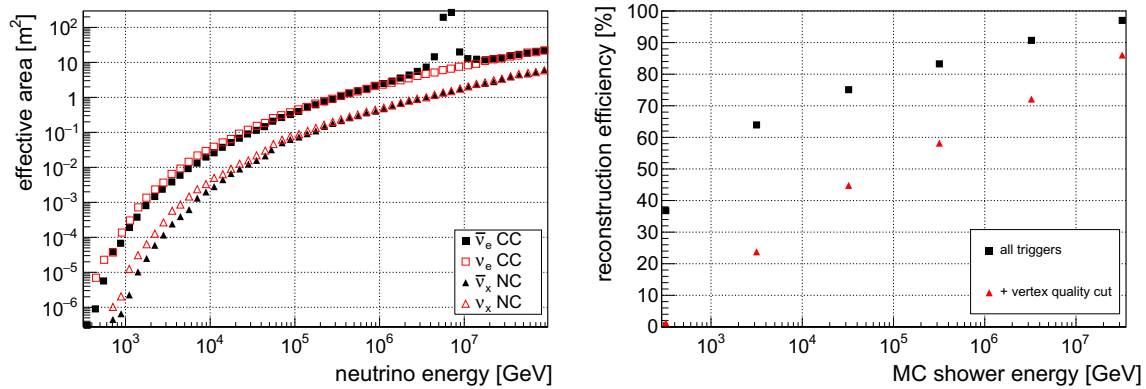 effective area [m²]
10²
10
1
10⁻¹
10⁻²
10⁻³
10⁻⁴
10⁻⁵
10⁻⁶
ν̅ₑ CC
νₑ CC
ν̅ₓ NC
νₓ NC
10³ 10⁴ 10⁵ 10⁶ 10⁷
neutrino energy [GeV]
reconstruction efficiency [%]
100
90
80
70
60
50
40
30
20
10
0
all triggers
+ vertex quality cut
10³ 10⁴ 10⁵ 10⁶ 10⁷
MC shower energy [GeV]